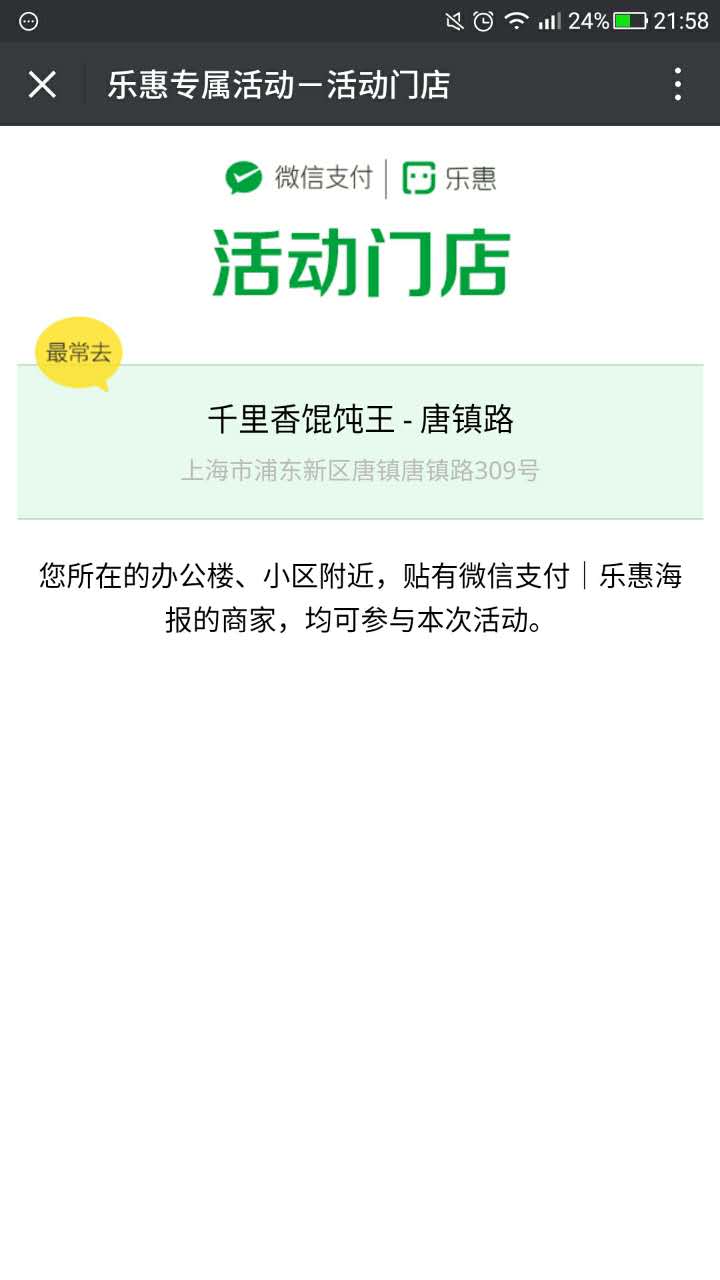 24% 21:58
乐惠专属活动－活动门店
微信支付｜乐惠
活动门店
最常去
千里香馄饨王 - 唐镇路
上海市浦东新区唐镇唐镇路309号
您所在的办公楼、小区附近，贴有微信支付｜乐惠海
报的商家，均可参与本次活动。